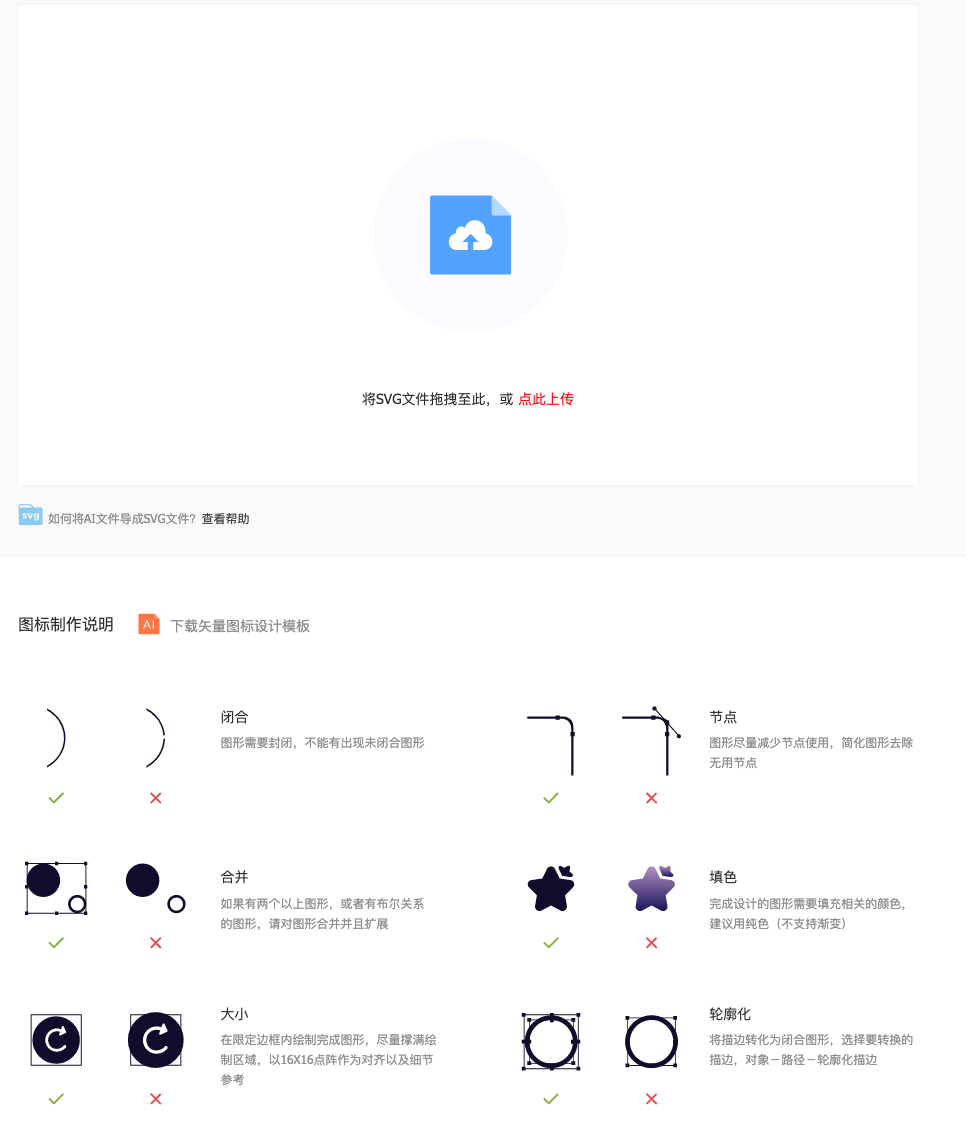 将SVG文件拖拽至此，或 点此上传
svg 如何将AI文件导成SVG文件？查看帮助
图标制作说明 AI 下载矢量图标设计模板
闭合
图形需要封闭，不能有出现未闭合图形
节点
图形尽量减少节点使用，简化图形去除
无用节点
合并
如果有两个以上图形，或者有布尔关系
的图形，请对图形合并并且扩展
填色
完成设计的图形需要填充相关的颜色，
建议用纯色（不支持渐变）
大小
在限定边框内绘制完成图形，尽量撑满绘
制区域，以16X16点阵作为对齐以及细节
参考
轮廓化
将描边转化为闭合图形，选择要转换的
描边，对象－路径－轮廓化描边